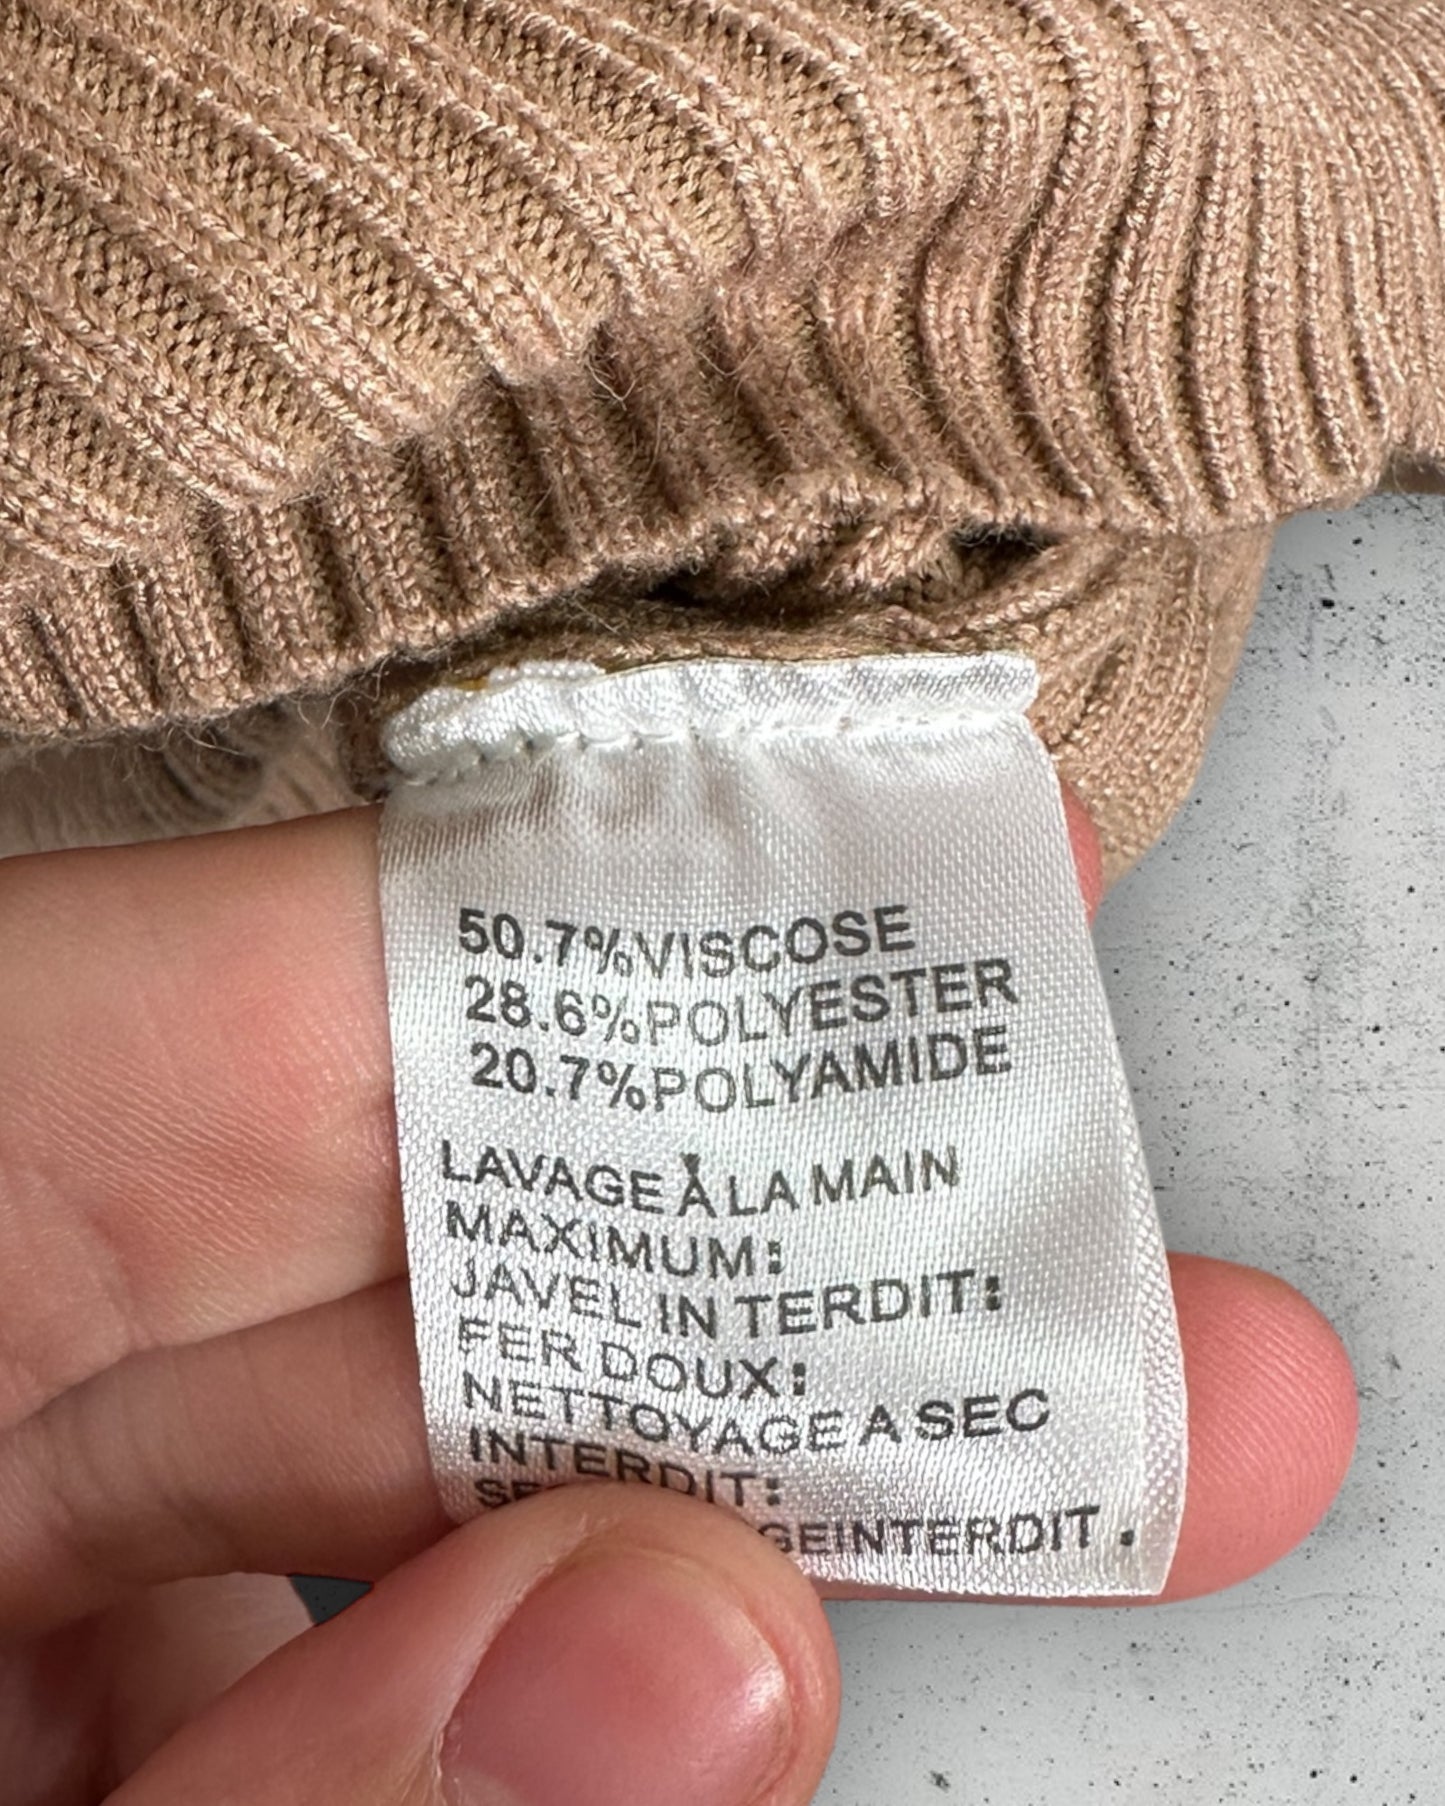 50.7%VISCOSE
28.6%POLYESTER
20.7%POLYAMIDE
LAVAGE À LA MAIN
MAXIMUM:
JAVEL IN TERDIT:
FER DOUX:
NETTOYAGE A SEC
INTERDIT:
GEINTERDIT.